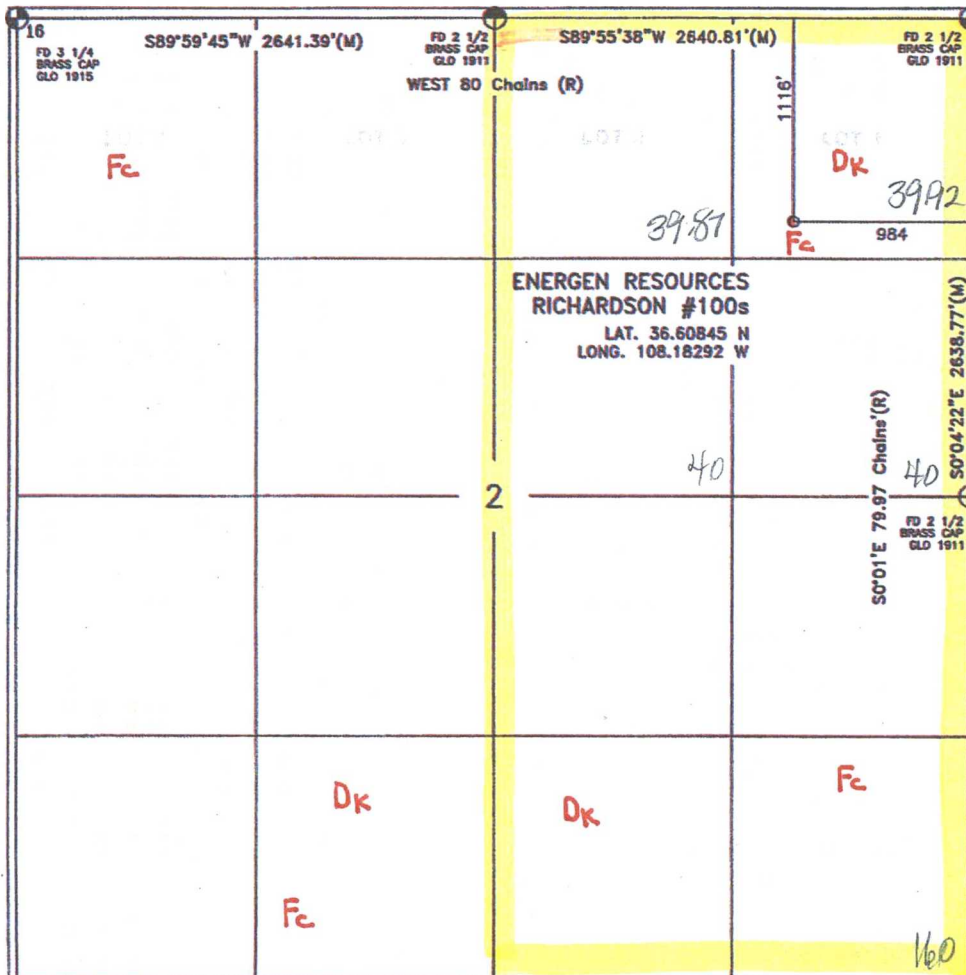 16
S89°59'45"W 2641.39'(M)
FD 3 1/4
BRASS CAP
GLO 1915
FD 2 1/2
BRASS CAP
GLO 1911
S89°55'38"W 2640.81'(M)
FD 2 1/2
BRASS CAP
GLO 1911
WEST 80 Chains (R)
1116'
Fc
DK
39.87
39.92
984
Fc
ENERGEN RESOURCES
RICHARDSON #100s
LAT. 36.60845 N
LONG. 108.18292 W
S0°04'22"E 2638.77'(M)
S0°01'E 79.97 Chains'(R)
40
40
2
FD 2 1/2
BRASS CAP
GLO 1911
DK
DK
Fc
Fc
160